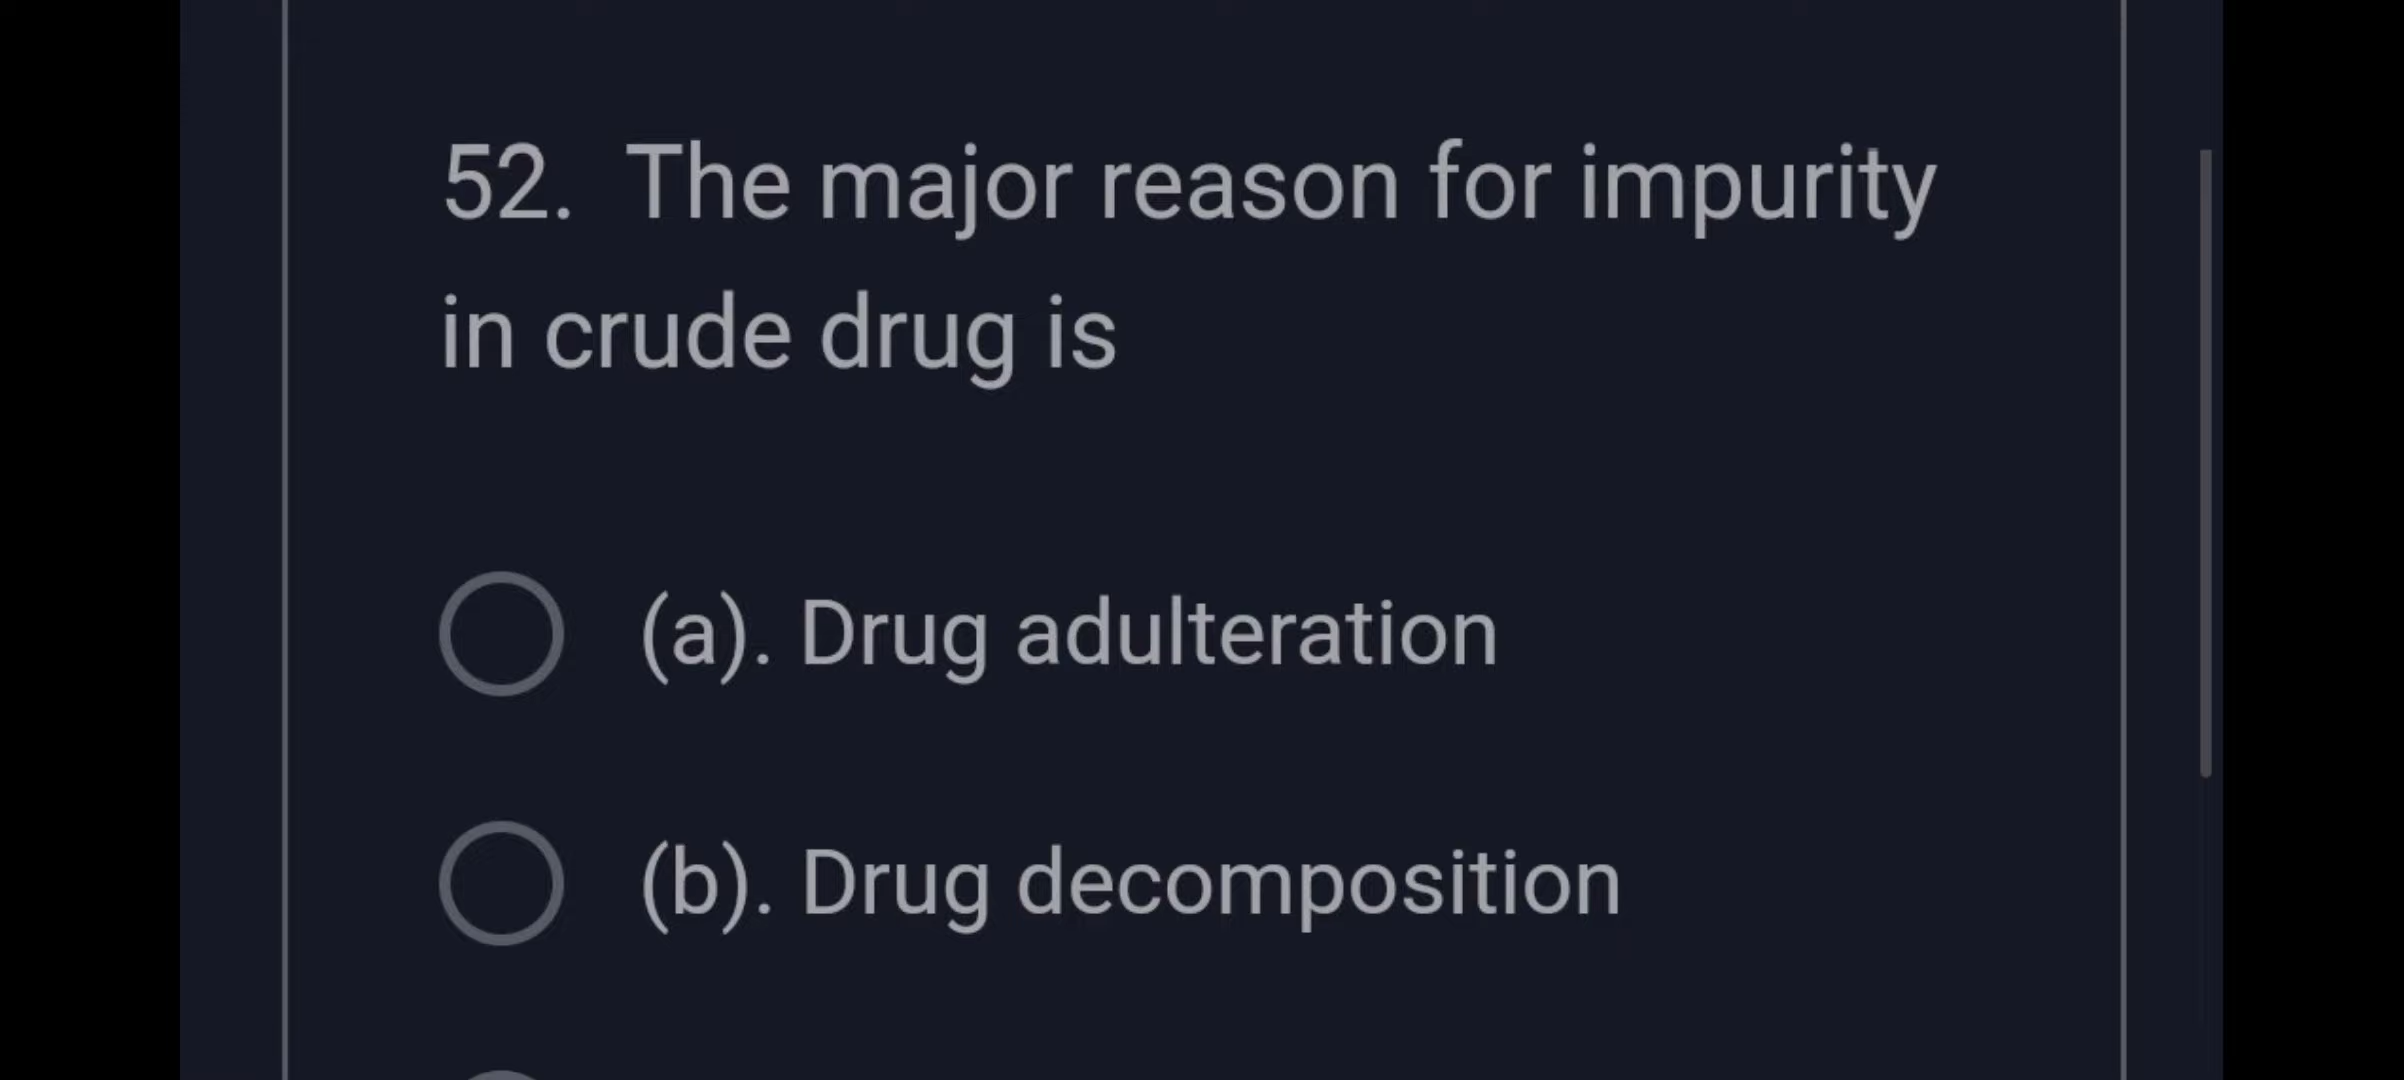 52. The major reason for impurity
in crude drug is
(a). Drug adulteration
(b). Drug decomposition